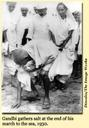 Gandhi gathers salt at the end of his
march to the sea, 1930.